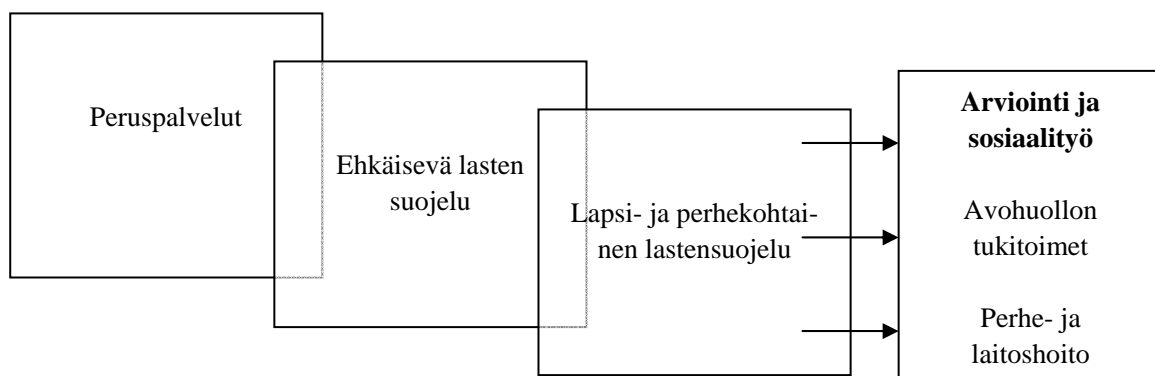 Peruspalvelut
Ehkäisevä lasten
suojelu
Lapsi- ja perhekohtai-
nen lastensuojelu
Arviointi ja
sosiaalityö
Avohuollon
tukitoimet
Perhe- ja
laitoshoito